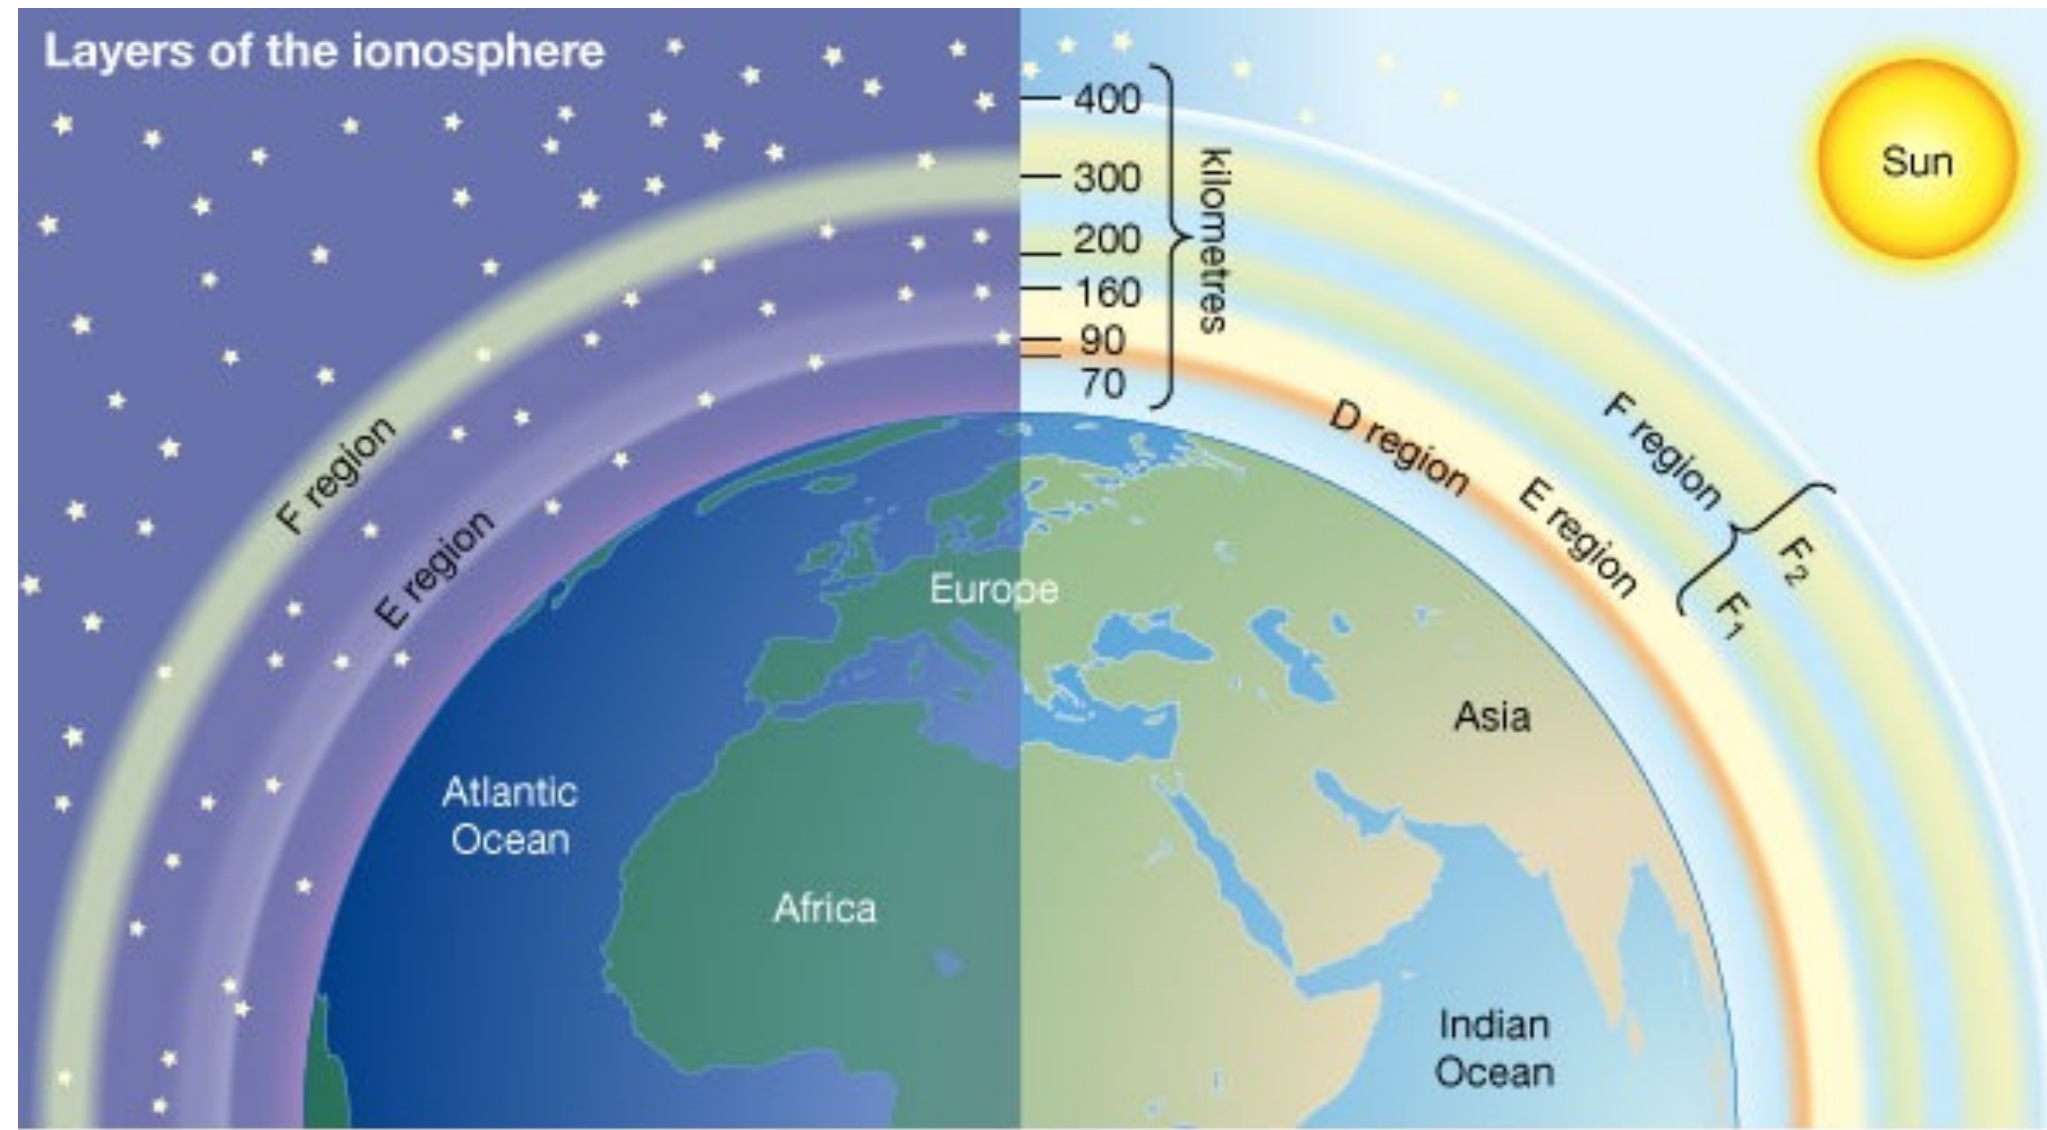 Layers of the ionosphere
400
300
200
160
90
70
kilometres
Sun
F region
E region
D region
E region
F region
F2
F1
Europe
Asia
Atlantic
Ocean
Africa
Indian
Ocean